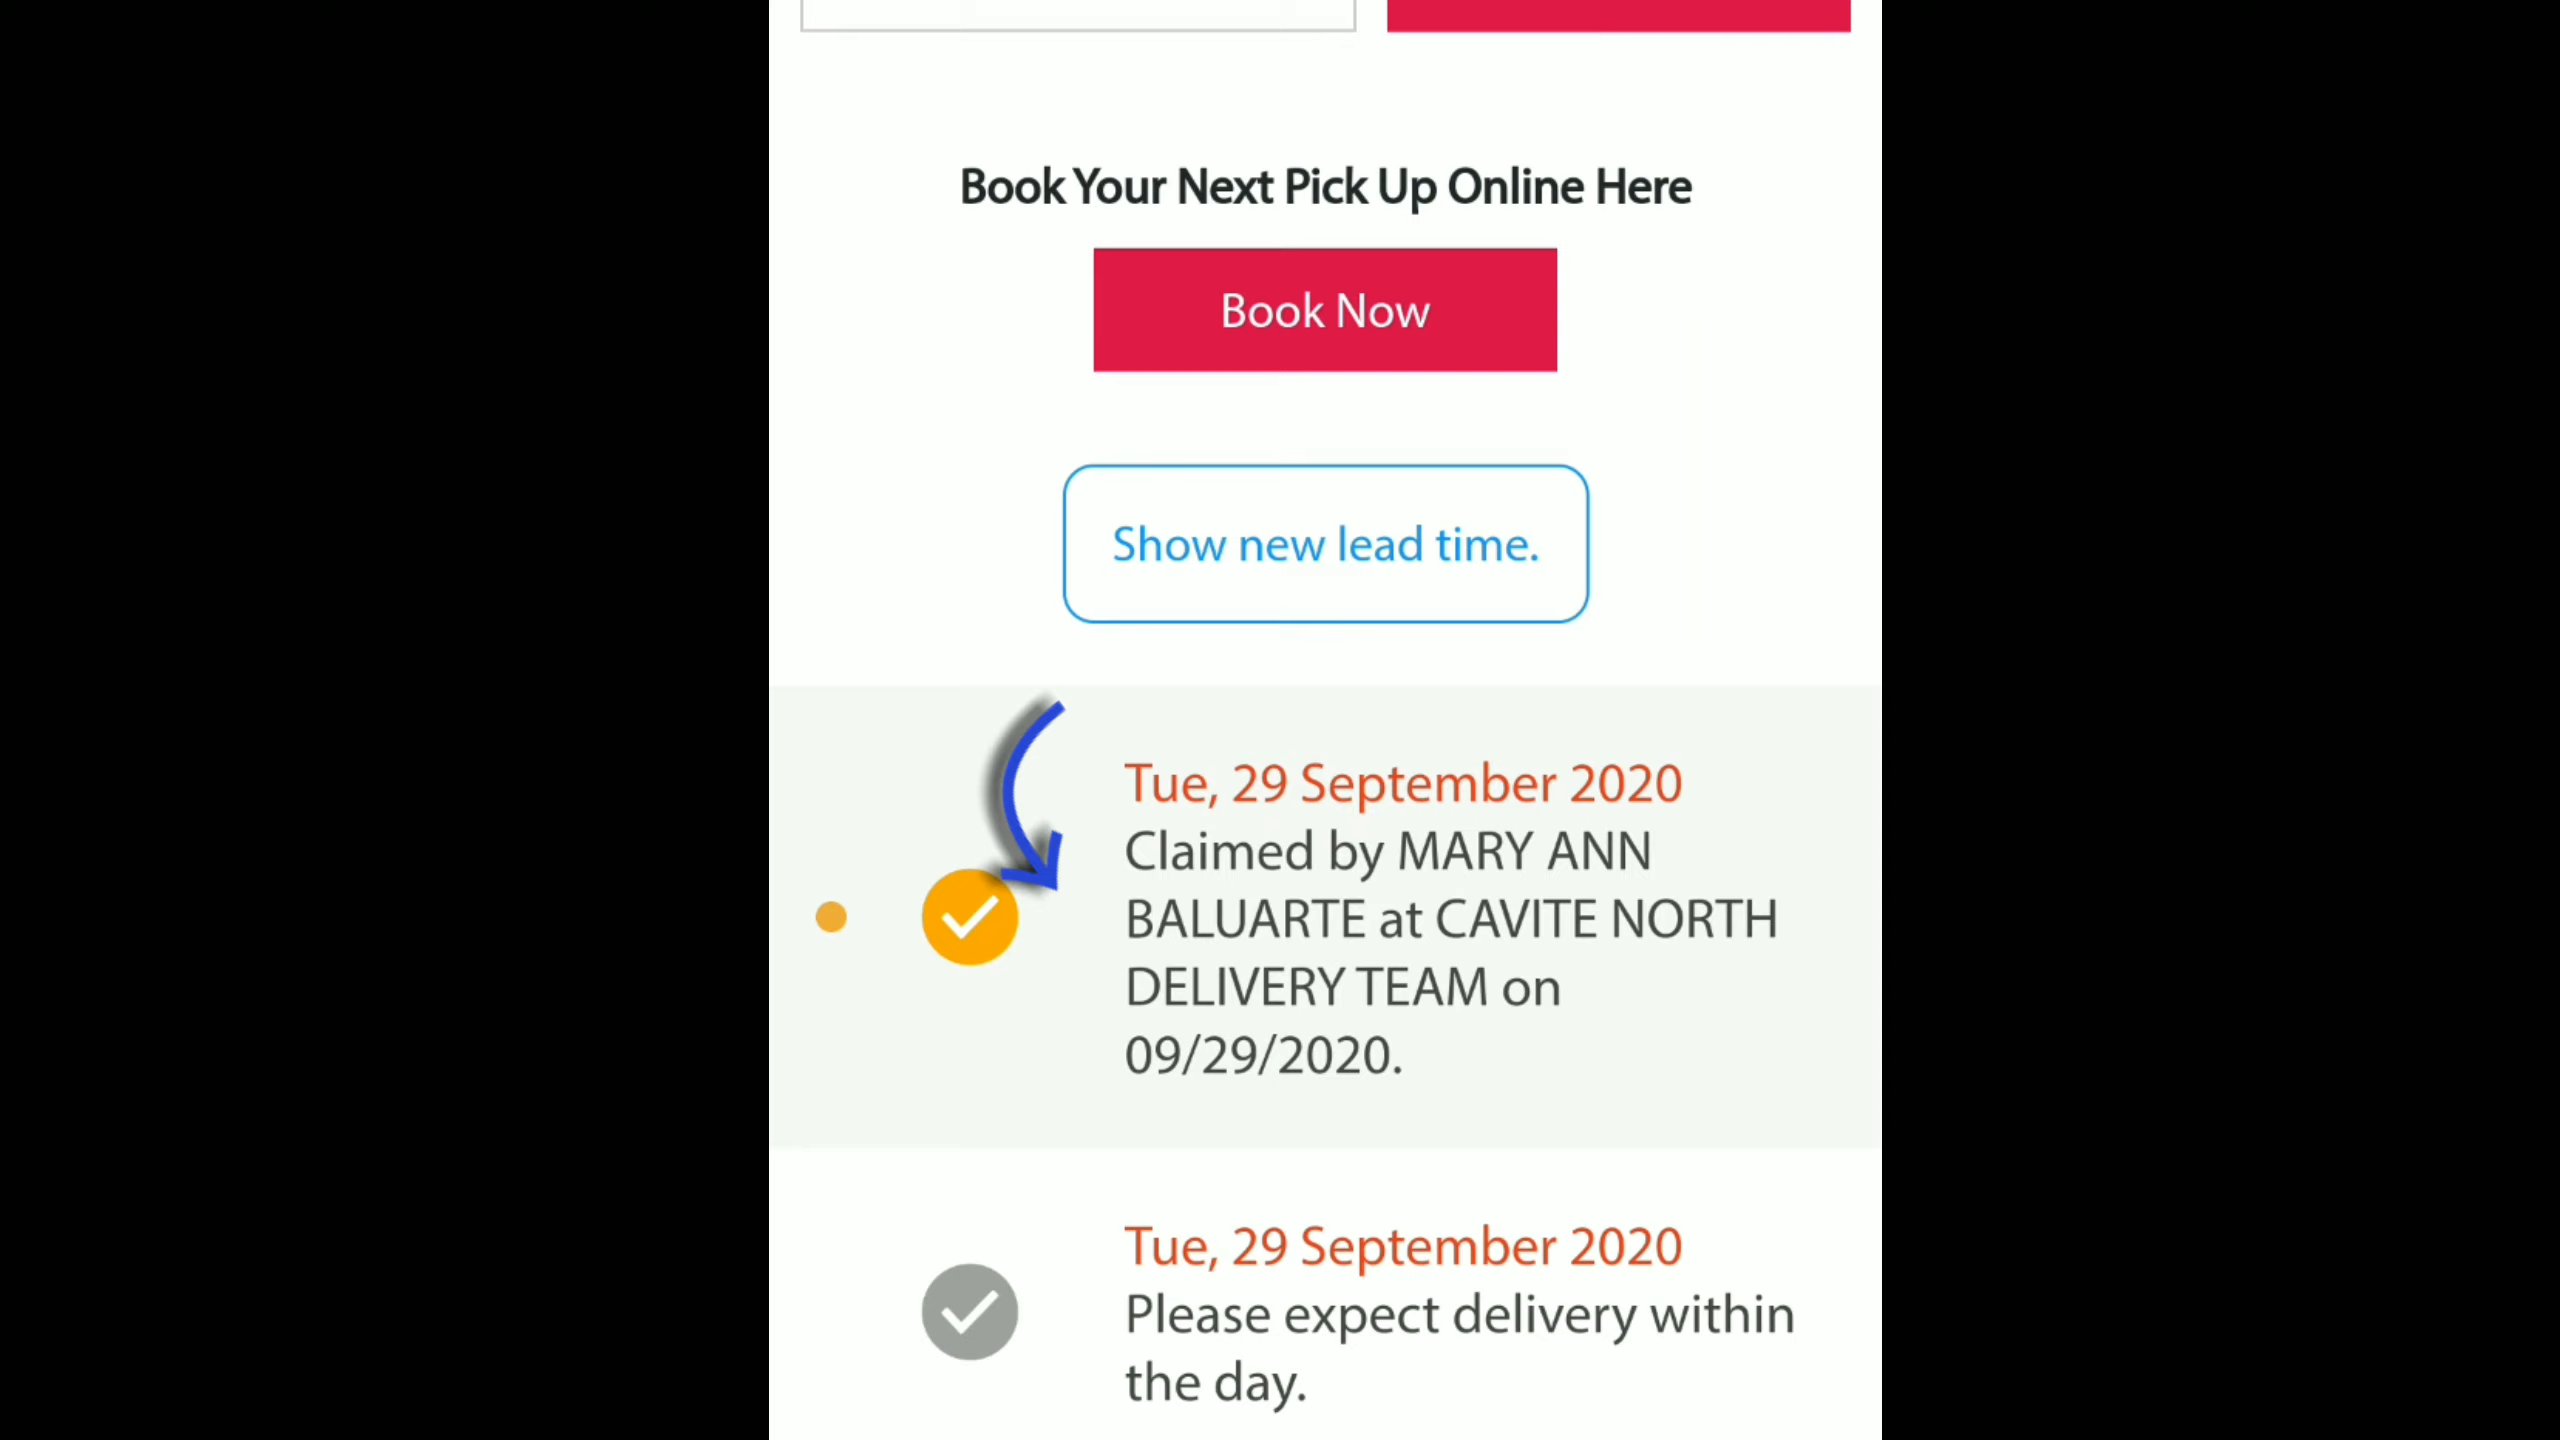 Book Your Next Pick Up Online Here
Book Now
Show new lead time.
Tue, 29 September 2020
Claimed by MARY ANN
BALUARTE at CAVITE NORTH
DELIVERY TEAM on
09/29/2020.
Tue, 29 September 2020
Please expect delivery within
the day.